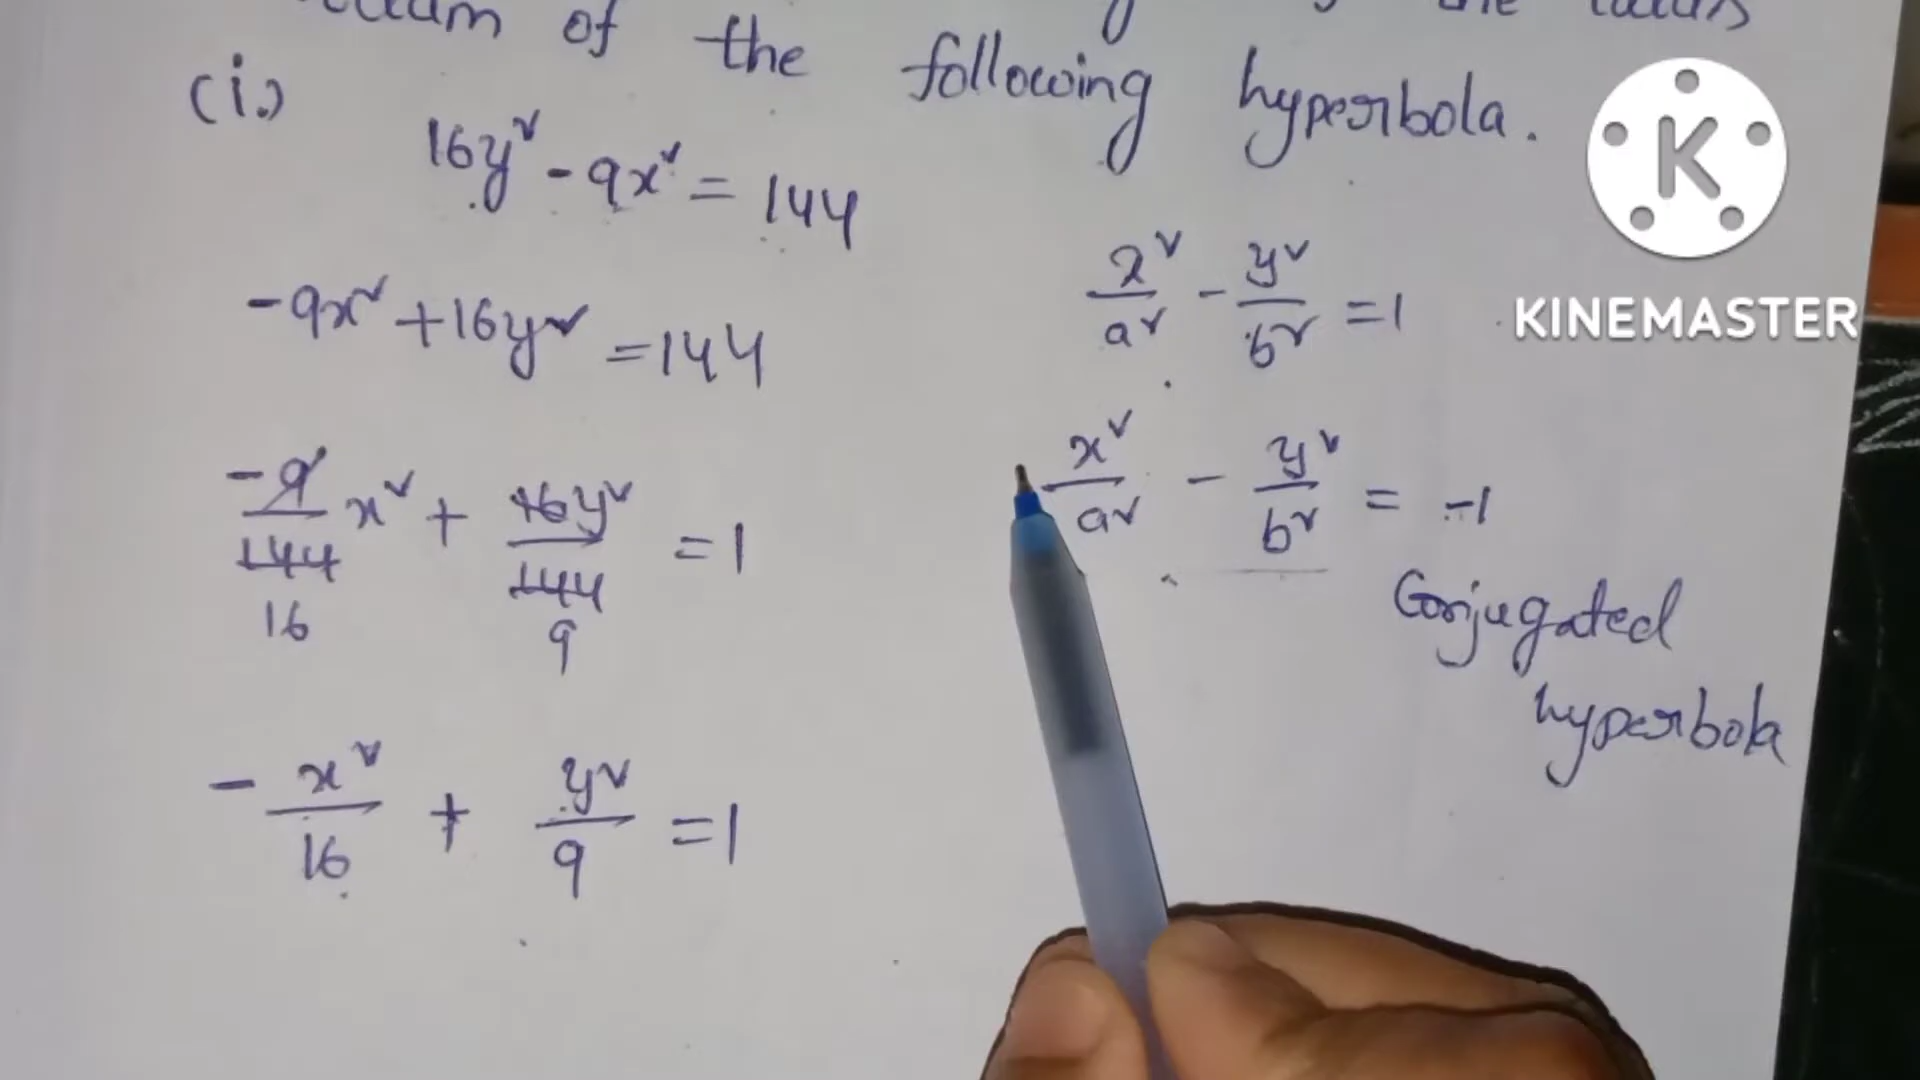 of the following hyperbola.
(i.)
16y² - 9x² = 144
-9x² + 16y² = 144
-9/144 x² + 16y²/144 = 1
16 9
- x²/16 + y²/9 = 1
x²/a² - y²/b² = 1
x²/a² - y²/b² = -1
Conjugated
hyperbola
KINEMASTER